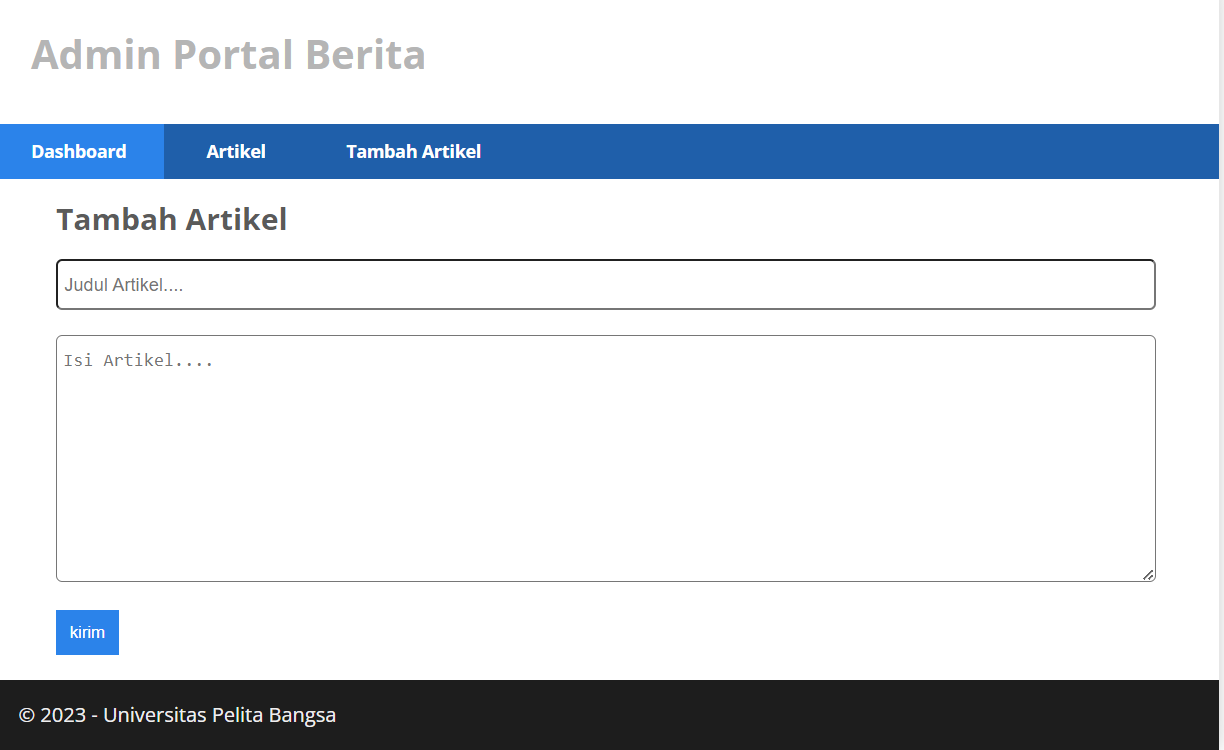 Admin Portal Berita
Dashboard Artikel Tambah Artikel
Tambah Artikel
Judul Artikel....
Isi Artikel....
kirim
© 2023 - Universitas Pelita Bangsa